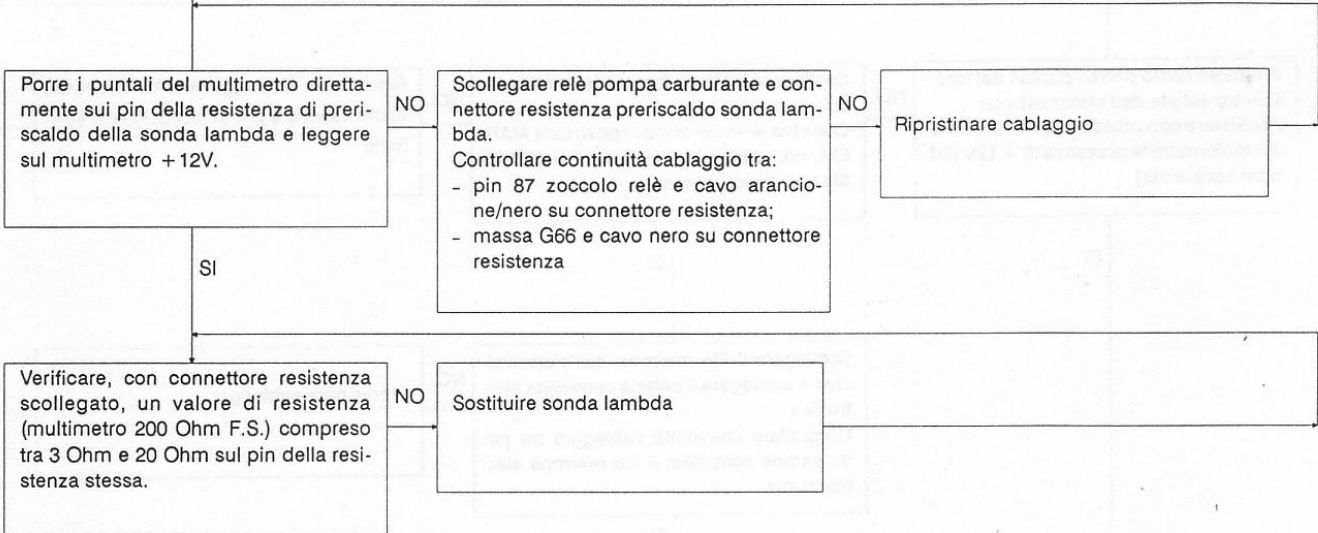 Porre i puntali del multimetro diretta-
mente sui pin della resistenza di preri-
scaldo della sonda lambda e leggere
sul multimetro +12V.
NO
Scollegare relè pompa carburante e con-
nettore resistenza preriscaldo sonda lam-
bda.
Controllare continuità cablaggio tra:
- pin 87 zoccolo relè e cavo arancio-
ne/nero su connettore resistenza;
- massa G66 e cavo nero su connettore
resistenza
NO
Ripristinare cablaggio
SI
Verificare, con connettore resistenza
scollegato, un valore di resistenza
(multimetro 200 Ohm F.S.) compreso
tra 3 Ohm e 20 Ohm sul pin della resi-
stenza stessa.
NO
Sostituire sonda lambda